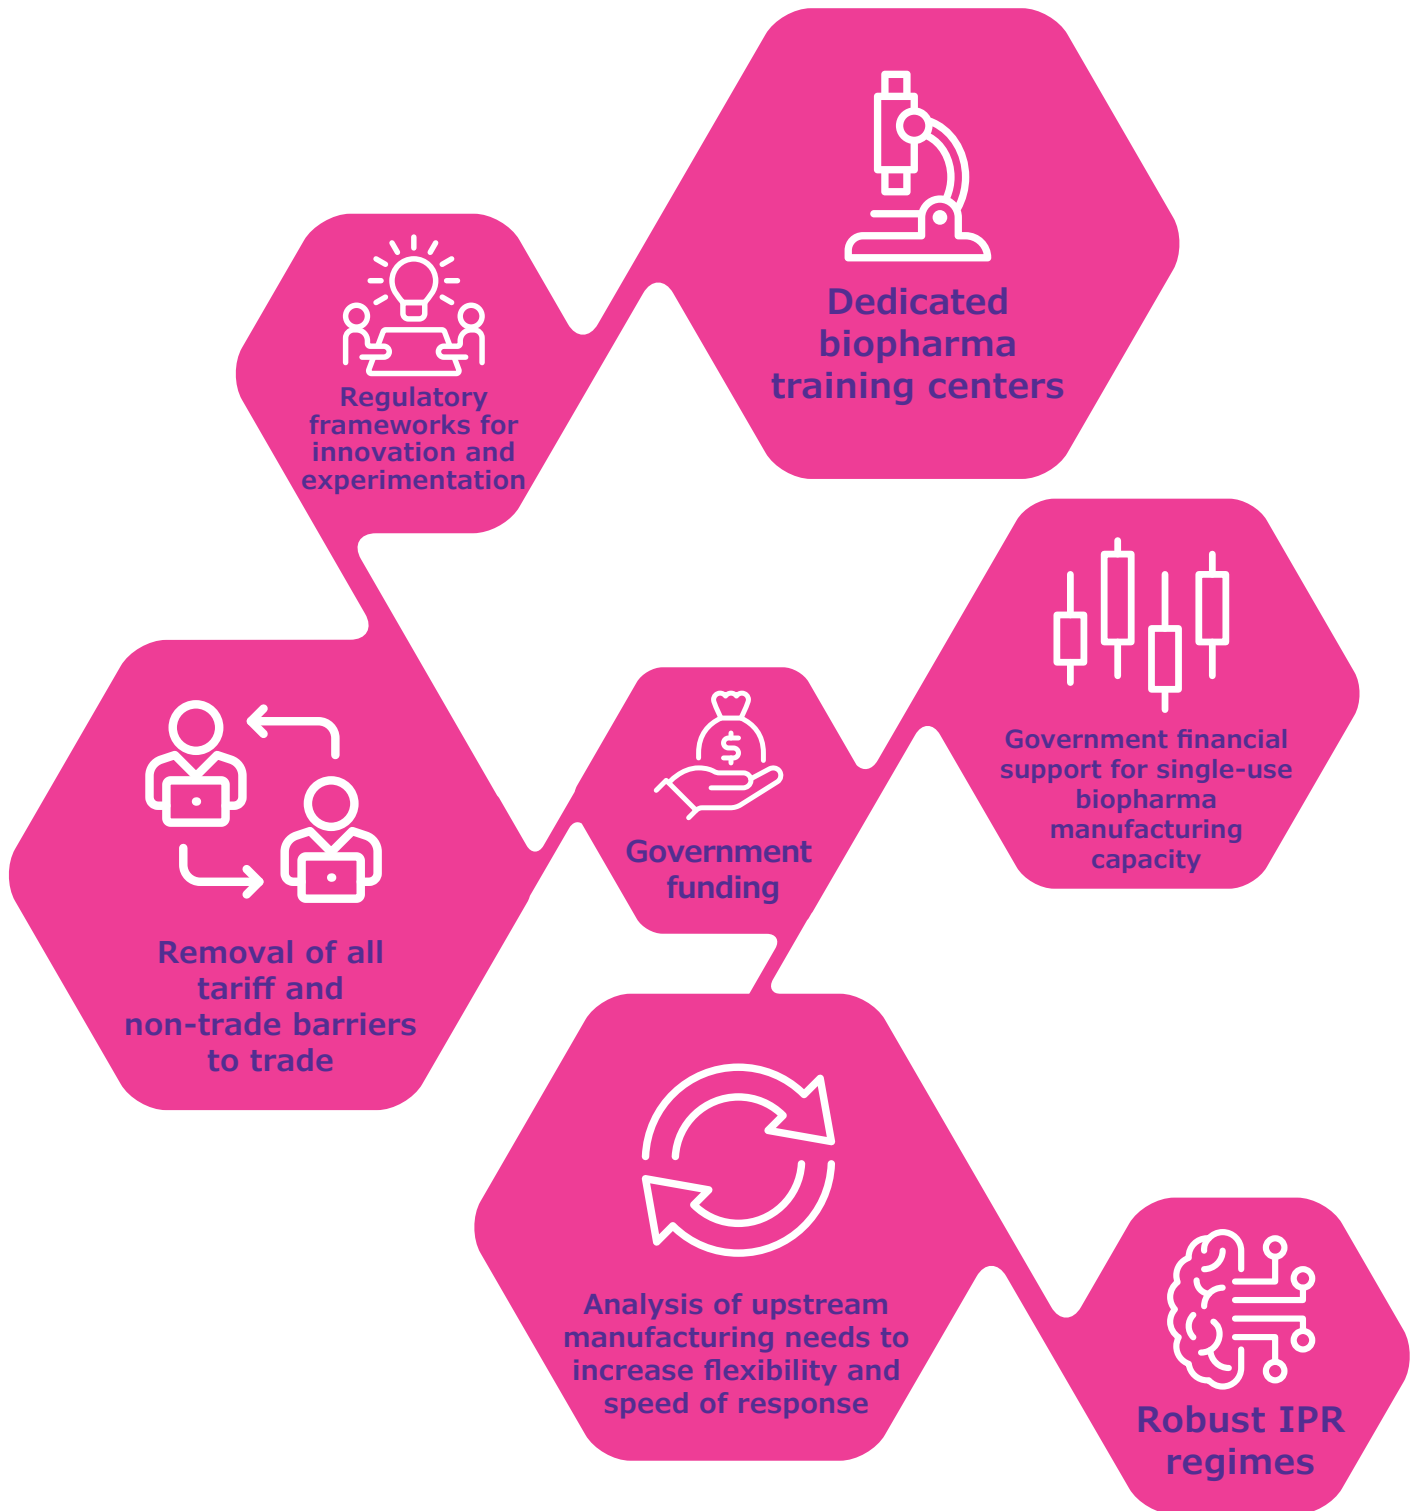 Dedicated
biopharma
training centers
Regulatory
frameworks for
innovation and
experimentation
Government financial
support for single-use
biopharma
manufacturing
capacity
Government
funding
Removal of all
tariff and
non-trade barriers
to trade
Analysis of upstream
manufacturing needs to
increase flexibility and
speed of response
Robust IPR
regimes